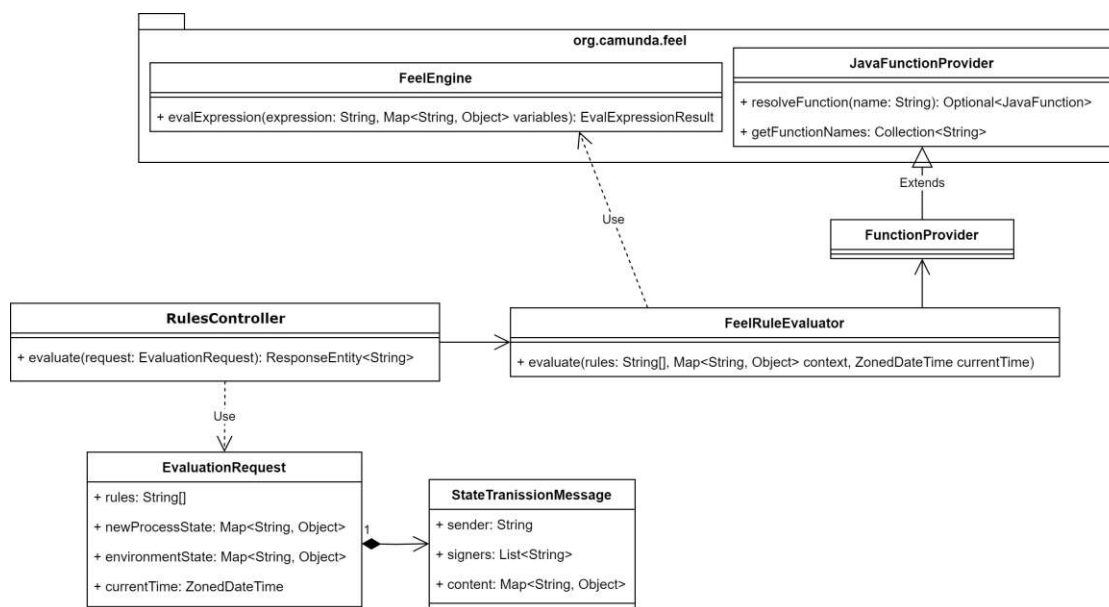 org.camunda.feel
FeelEngine
+ evalExpression(expression: String, Map<String, Object> variables): EvalExpressionResult
JavaFunctionProvider
+ resolveFunction(name: String): Optional<JavaFunction>
+ getFunctionNames: Collection<String>
Extends
Use
FunctionProvider
RulesController
+ evaluate(request: EvaluationRequest): ResponseEntity<String>
FeelRuleEvaluator
+ evaluate(rules: String[], Map<String, Object> context, ZonedDateTime currentTime)
Use
EvaluationRequest
+ rules: String[]
+ newProcessState: Map<String, Object>
+ environmentState: Map<String, Object>
+ currentTime: ZonedDateTime
1
StateTranissionMessage
+ sender: String
+ signers: List<String>
+ content: Map<String, Object>